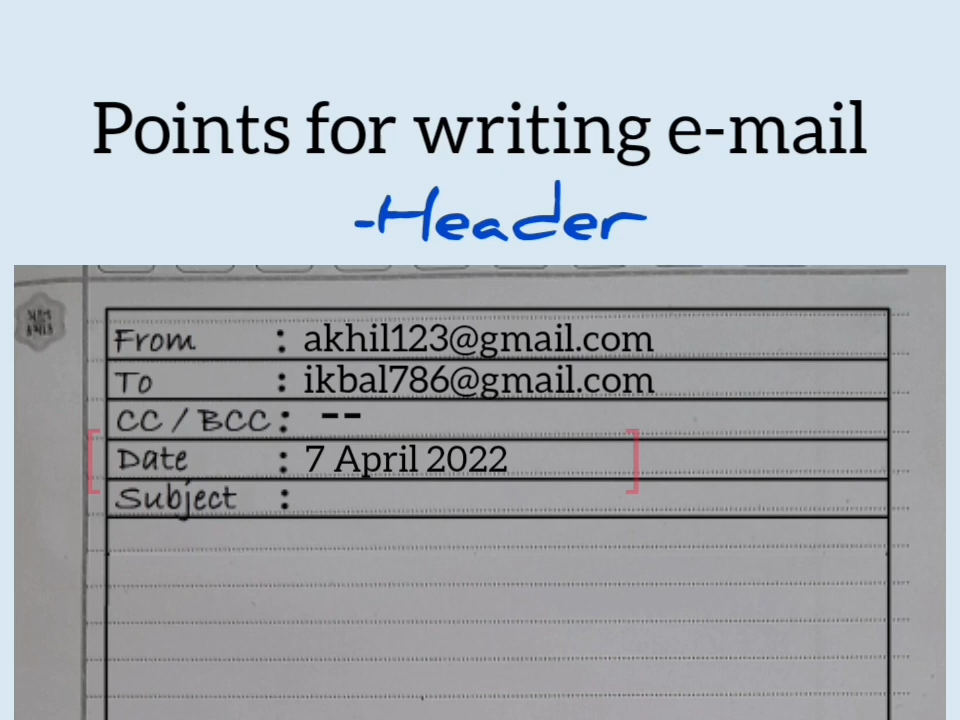 Points for writing e-mail
-Header
From : akhil123@gmail.com
To : ikbal786@gmail.com
CC / BCC : --
Date : 7 April 2022
Subject :